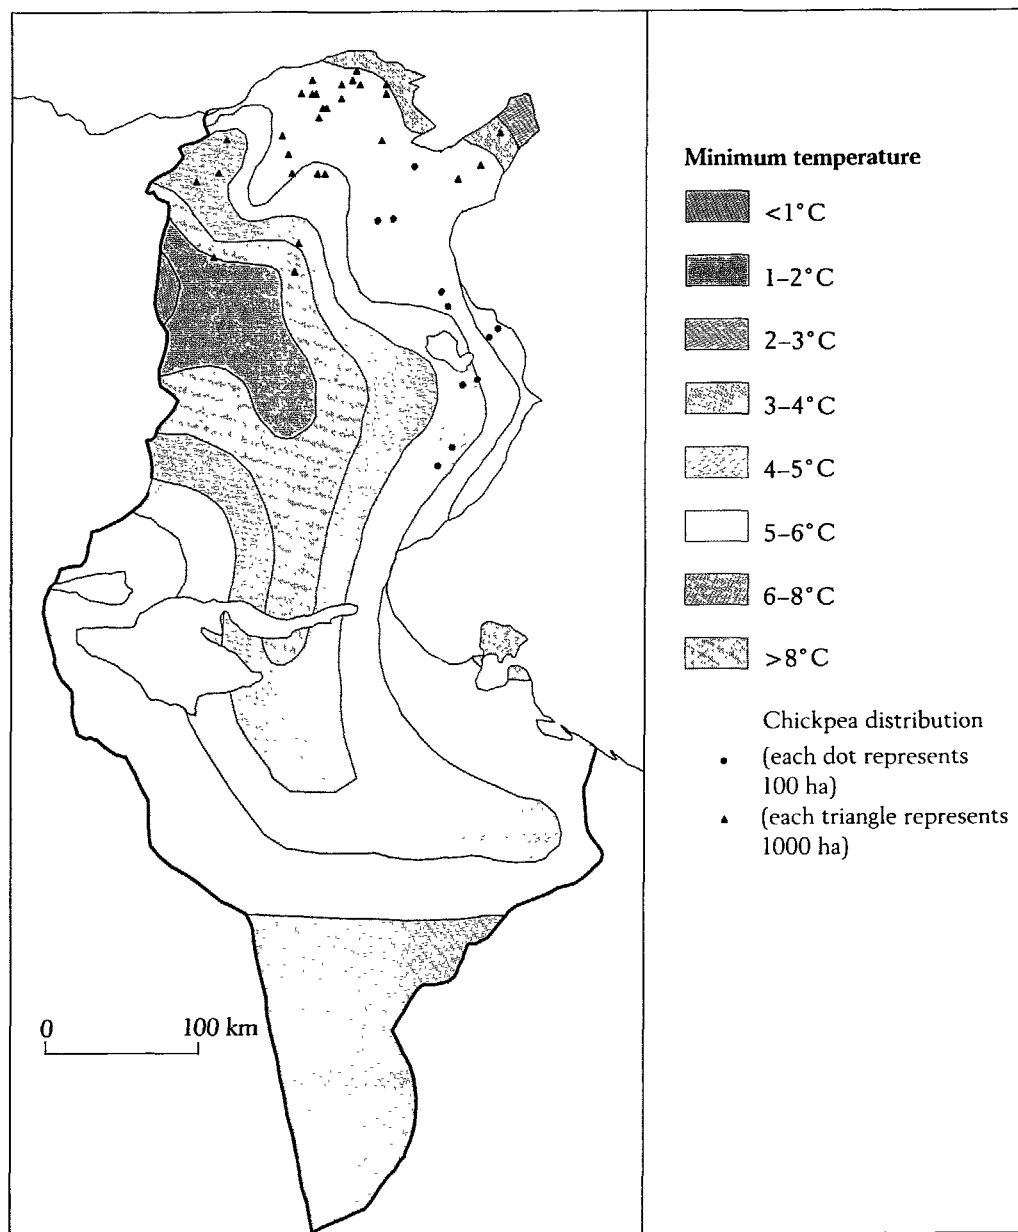 Minimum temperature
<1°C
1–2°C
2–3°C
3–4°C
4–5°C
5–6°C
6–8°C
>8°C
Chickpea distribution
(each dot represents
100 ha)
(each triangle represents
1000 ha)
0 100 km